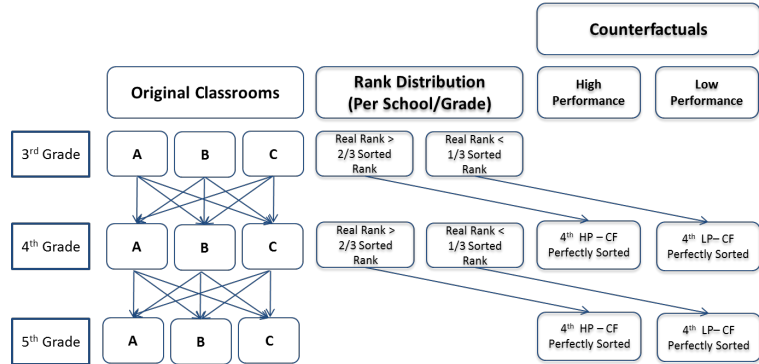 Counterfactuals
Original Classrooms
Rank Distribution
(Per School/Grade)
High
Performance
Low
Performance
3rd Grade
A
B
C
Real Rank >
2/3 Sorted
Rank
Real Rank <
1/3 Sorted
Rank
4th Grade
A
B
C
Real Rank >
2/3 Sorted
Rank
Real Rank <
1/3 Sorted
Rank
4th HP – CF
Perfectly Sorted
4th LP– CF
Perfectly Sorted
5th Grade
A
B
C
4th HP – CF
Perfectly Sorted
4th LP– CF
Perfectly Sorted